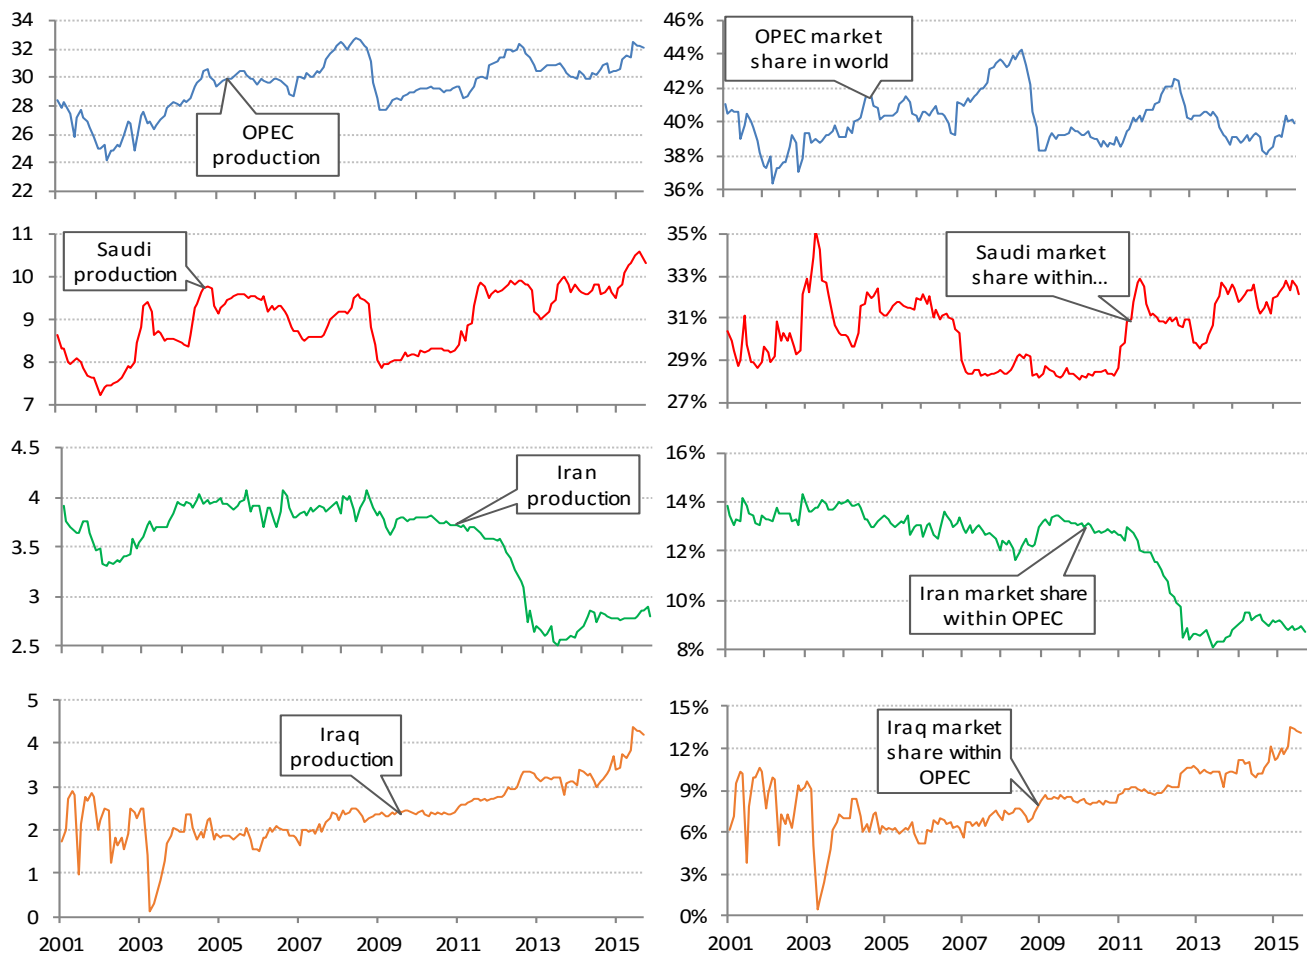 34
32
30
28
26
24
22
OPEC
production
46%
44%
42%
40%
38%
36%
OPEC market
share in world
11
10
9
8
7
Saudi
production
35%
33%
31%
29%
27%
Saudi market
share within...
4.5
4
3.5
3
2.5
Iran
production
16%
14%
12%
10%
8%
Iran market share
within OPEC
5
4
3
2
1
0
Iraq
production
2001 2003 2005 2007 2009 2011 2013 2015
15%
12%
9%
6%
3%
0%
Iraq market
share within
OPEC
2001 2003 2005 2007 2009 2011 2013 2015